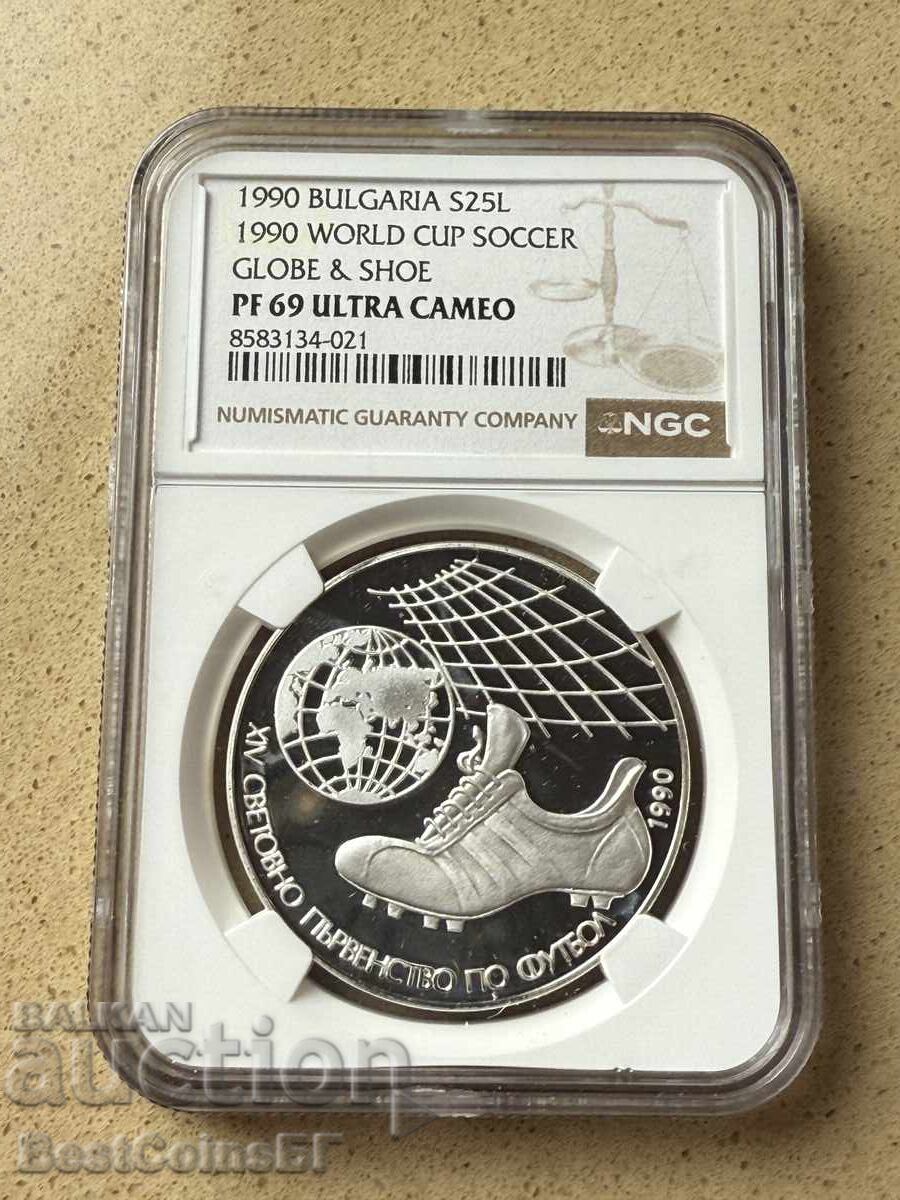 1990 BULGARIA S25L
1990 WORLD CUP SOCCER
GLOBE & SHOE
PF 69 ULTRA CAMEO
8583134-021
NUMISMATIC GUARANTY COMPANY
NGC
XIV СВЕТОВНО ПЪРВЕНСТВО ПО ФУТБОЛ
1990
BALKAN
auction
BestCoinsБГ